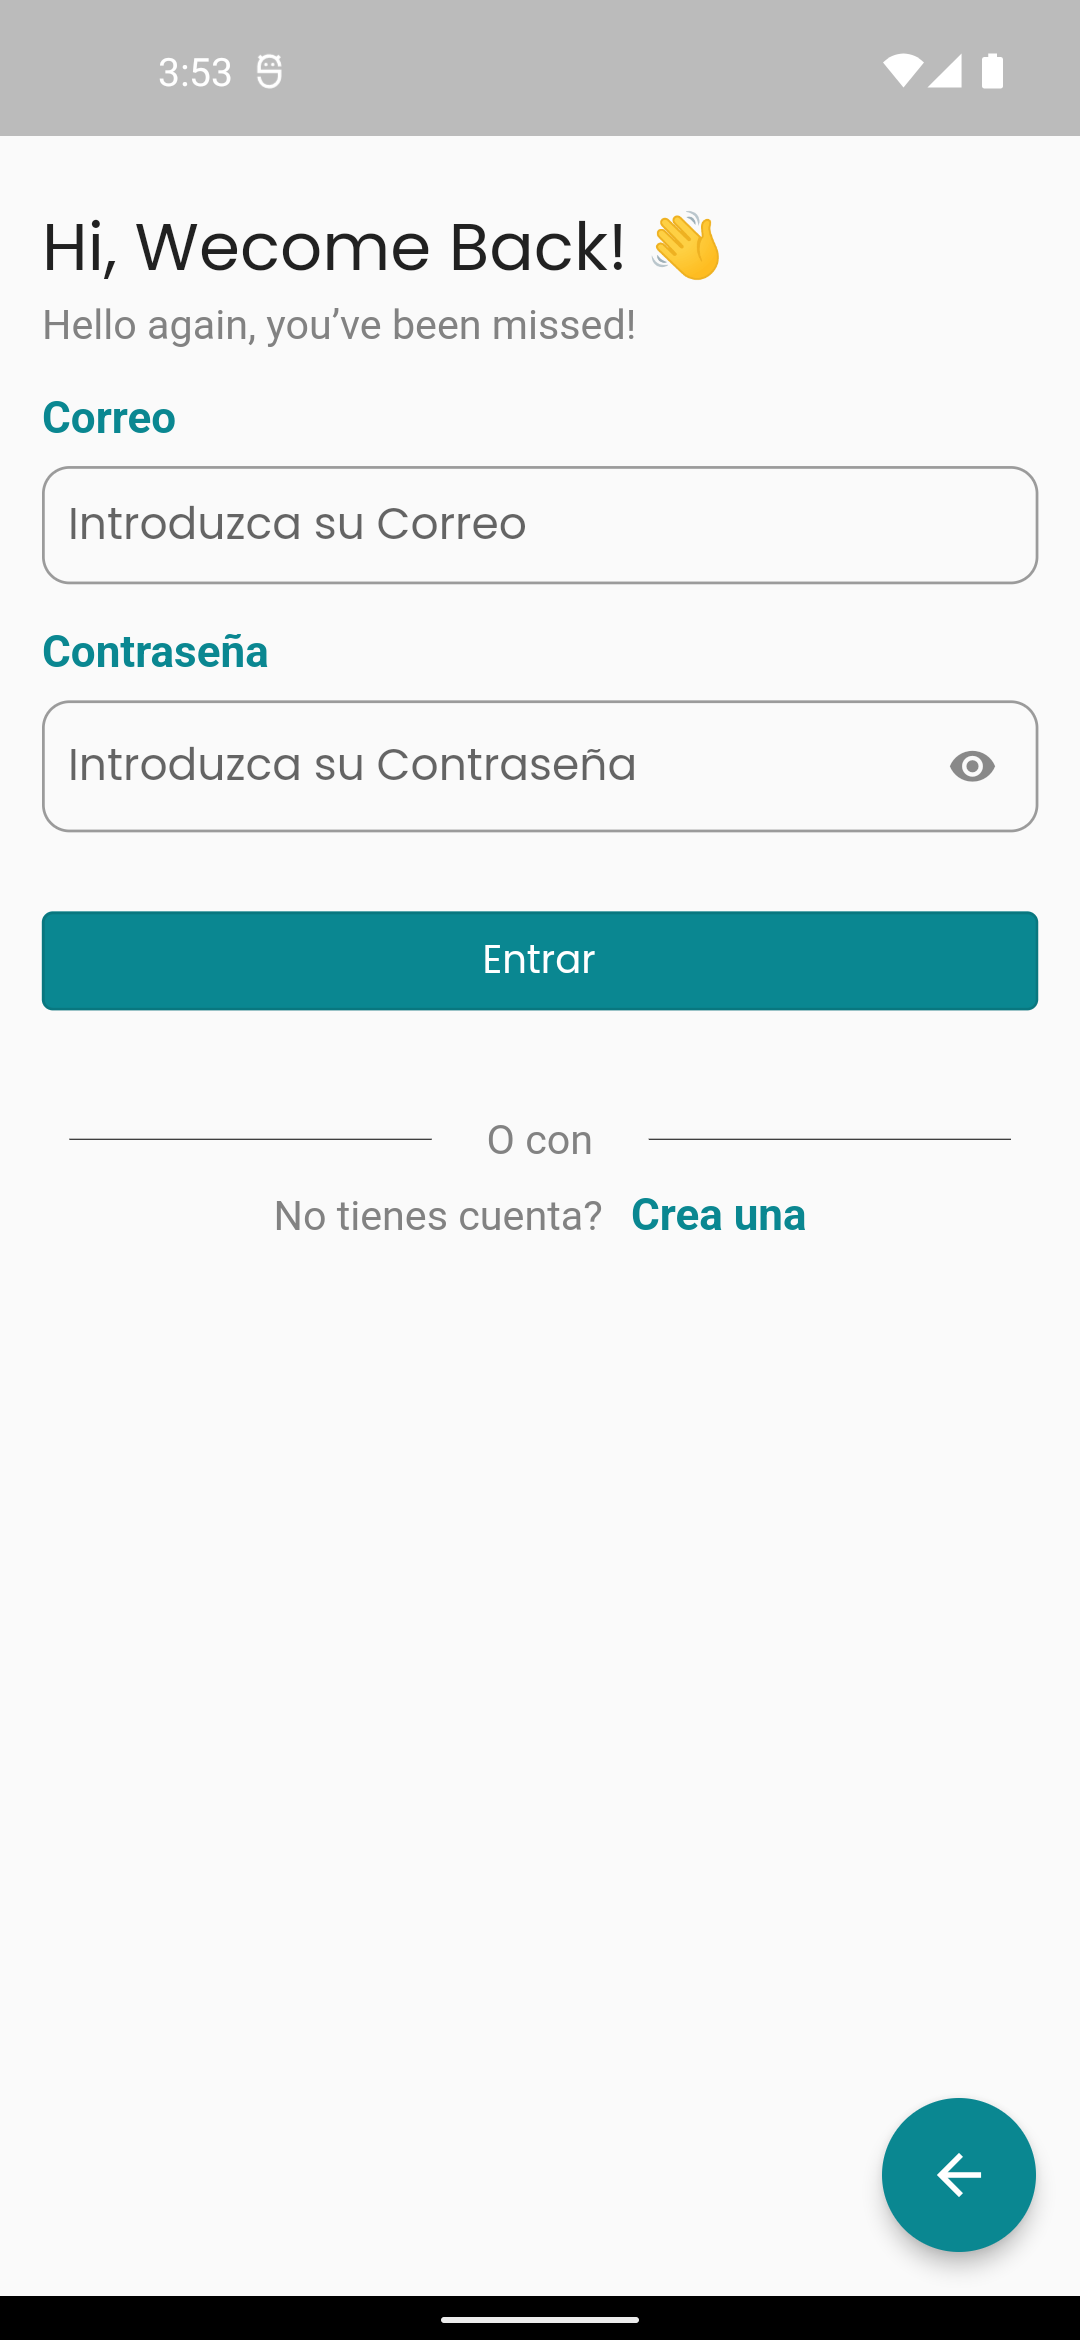 3:53
Hi, Wecome Back! 👋
Hello again, you’ve been missed!
Correo
Introduzca su Correo
Contraseña
Introduzca su Contraseña
Entrar
O con
No tienes cuenta? Crea una